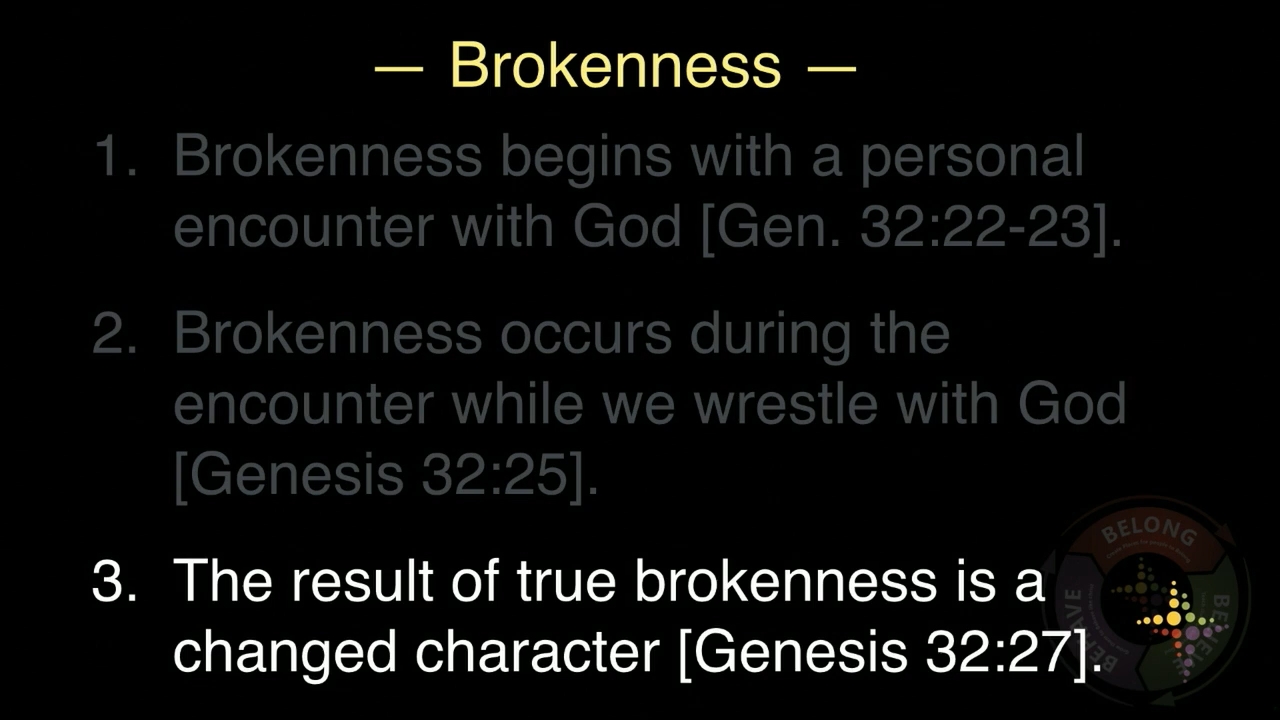 — Brokenness —
1. Brokenness begins with a personal
encounter with God [Gen. 32:22-23].
2. Brokenness occurs during the
encounter while we wrestle with God
[Genesis 32:25].
3. The result of true brokenness is a
changed character [Genesis 32:27].
BELONG